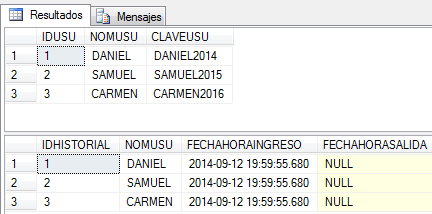 Resultados Mensajes
IDUSU NOMUSU CLAVEUSU
1 1 DANIEL DANIEL2014
2 2 SAMUEL SAMUEL2015
3 3 CARMEN CARMEN2016
IDHISTORIAL NOMUSU FECHAHORAINGRESO FECHAHORASALIDA
1 1 DANIEL 2014-09-12 19:59:55.680 NULL
2 2 SAMUEL 2014-09-12 19:59:55.680 NULL
3 3 CARMEN 2014-09-12 19:59:55.680 NULL